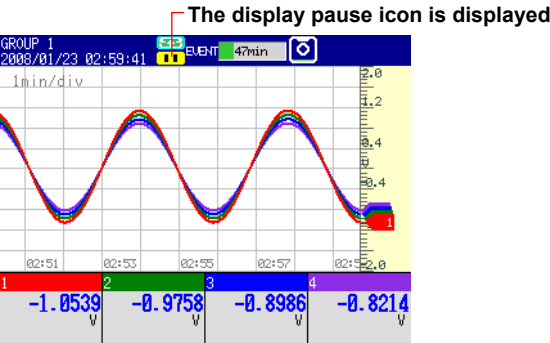 The display pause icon is displayed
GROUP 1
2008/01/23 02:59:41
EVENT
47min
1min/div
2.0
1.2
0.4
-0.4
-2.0
1
02:51
02:53
02:55
02:57
02:5
1
2
3
4
-1.0539
-0.9758
-0.8986
-0.8214
V
V
V
V